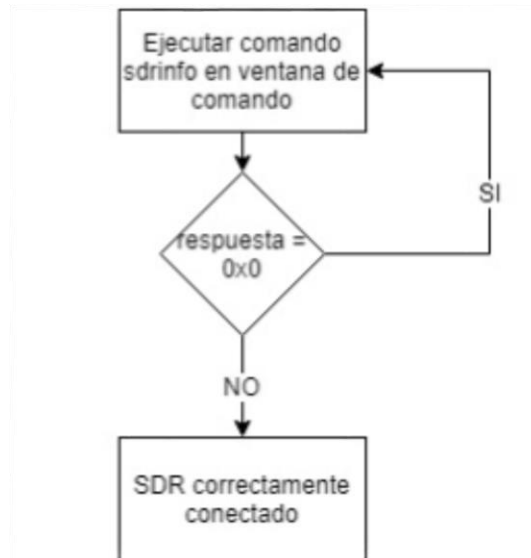 Ejecutar comando
sdrinfo en ventana de
comando
respuesta =
0x0
SI
NO
SDR correctamente
conectado